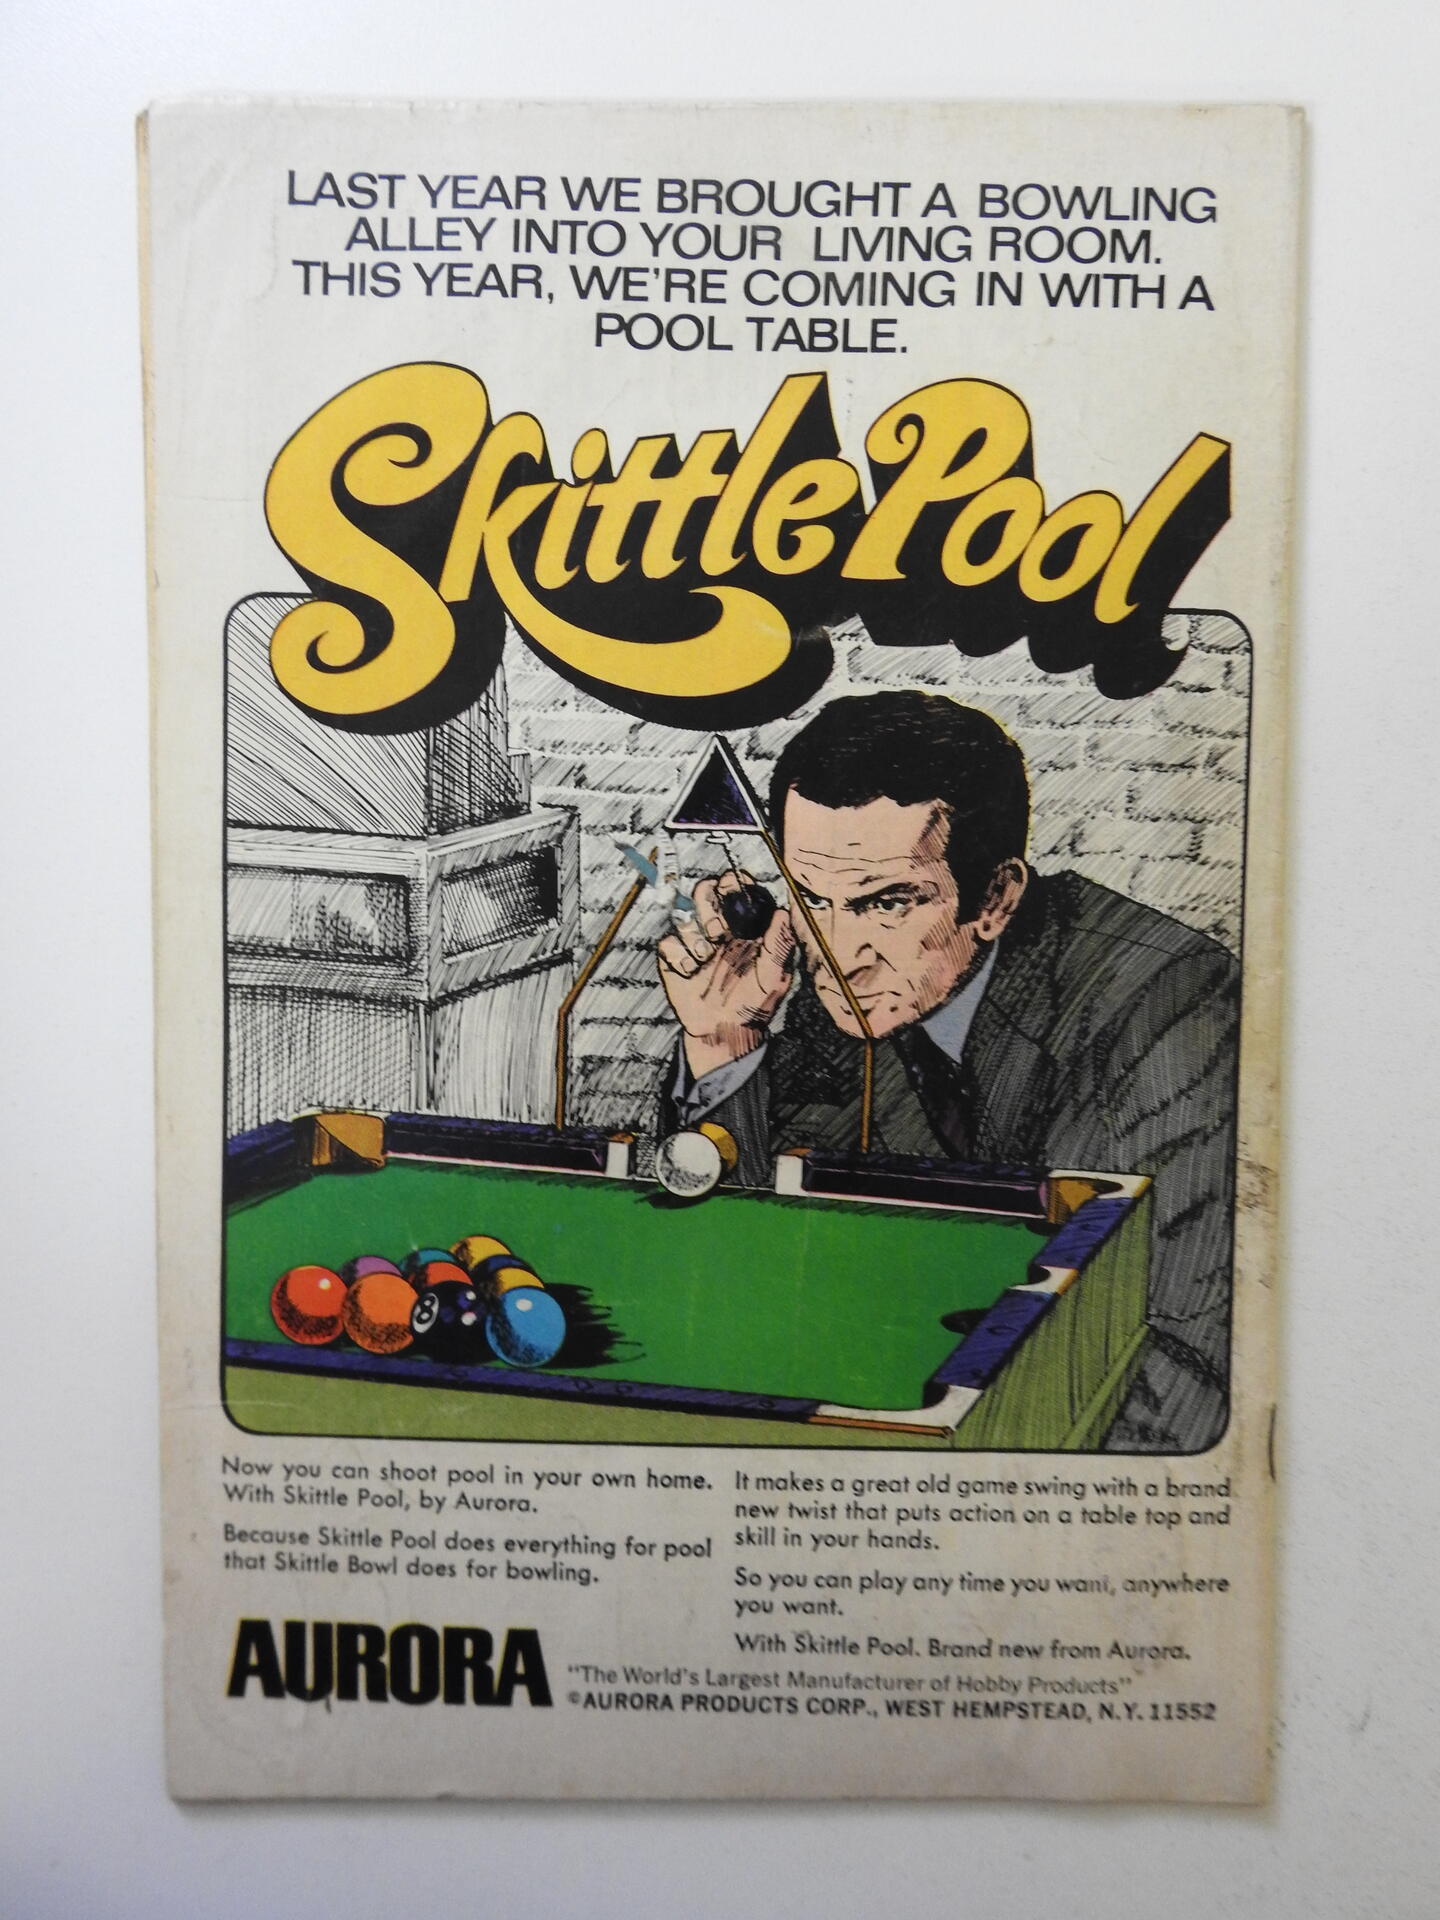 LAST YEAR WE BROUGHT A BOWLING
ALLEY INTO YOUR LIVING ROOM.
THIS YEAR, WE'RE COMING IN WITH A
POOL TABLE.
Skittle Pool
8
Now you can shoot pool in your own home.
With Skittle Pool, by Aurora.
Because Skittle Pool does everything for pool
that Skittle Bowl does for bowling.
It makes a great old game swing with a brand
new twist that puts action on a table top and
skill in your hands.
So you can play any time you want, anywhere
you want.
With Skittle Pool. Brand new from Aurora.
AURORA
"The World's Largest Manufacturer of Hobby Products"
©AURORA PRODUCTS CORP., WEST HEMPSTEAD, N.Y. 11552